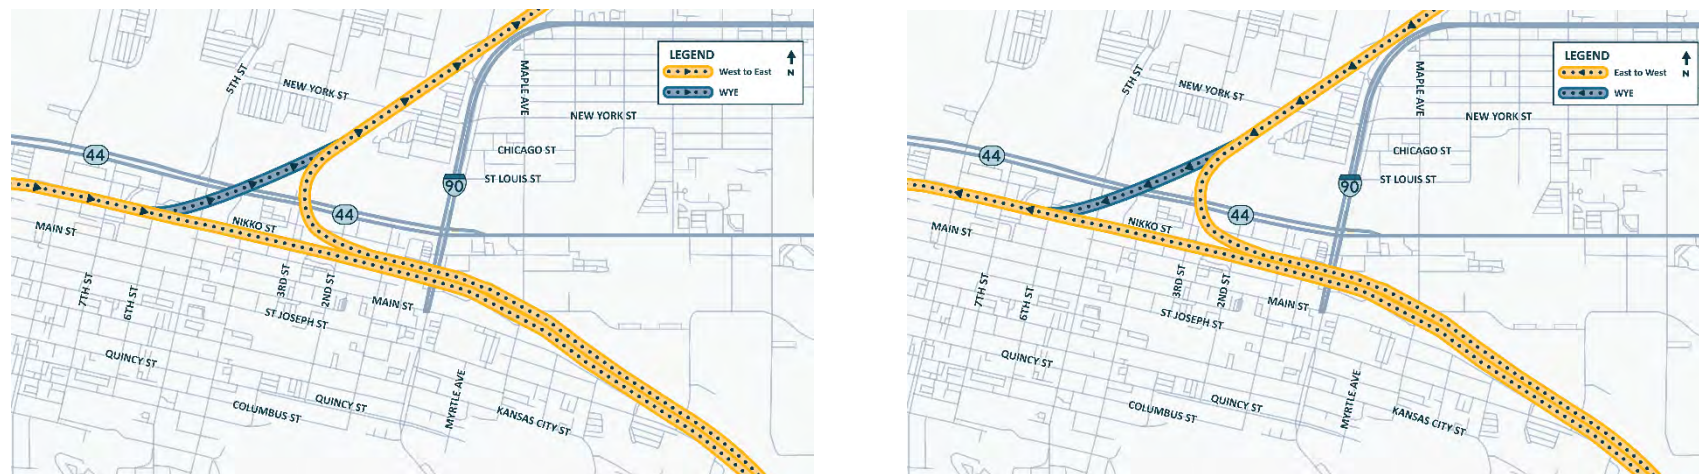 LEGEND
West to East
WYE
N
5TH ST
NEW YORK ST
MAPLE AVE
NEW YORK ST
44
CHICAGO ST
ST LOUIS ST
90
44
NIKKO ST
MAIN ST
7TH ST
6TH ST
3RD ST
2ND ST
MAIN ST
ST JOSEPH ST
QUINCY ST
QUINCY ST
COLUMBUS ST
MYRTLE AVE
KANSAS CITY ST
LEGEND
East to West
WYE
N
5TH ST
NEW YORK ST
MAPLE AVE
NEW YORK ST
44
CHICAGO ST
ST LOUIS ST
90
44
NIKKO ST
MAIN ST
7TH ST
6TH ST
3RD ST
2ND ST
MAIN ST
ST JOSEPH ST
QUINCY ST
QUINCY ST
COLUMBUS ST
MYRTLE AVE
KANSAS CITY ST